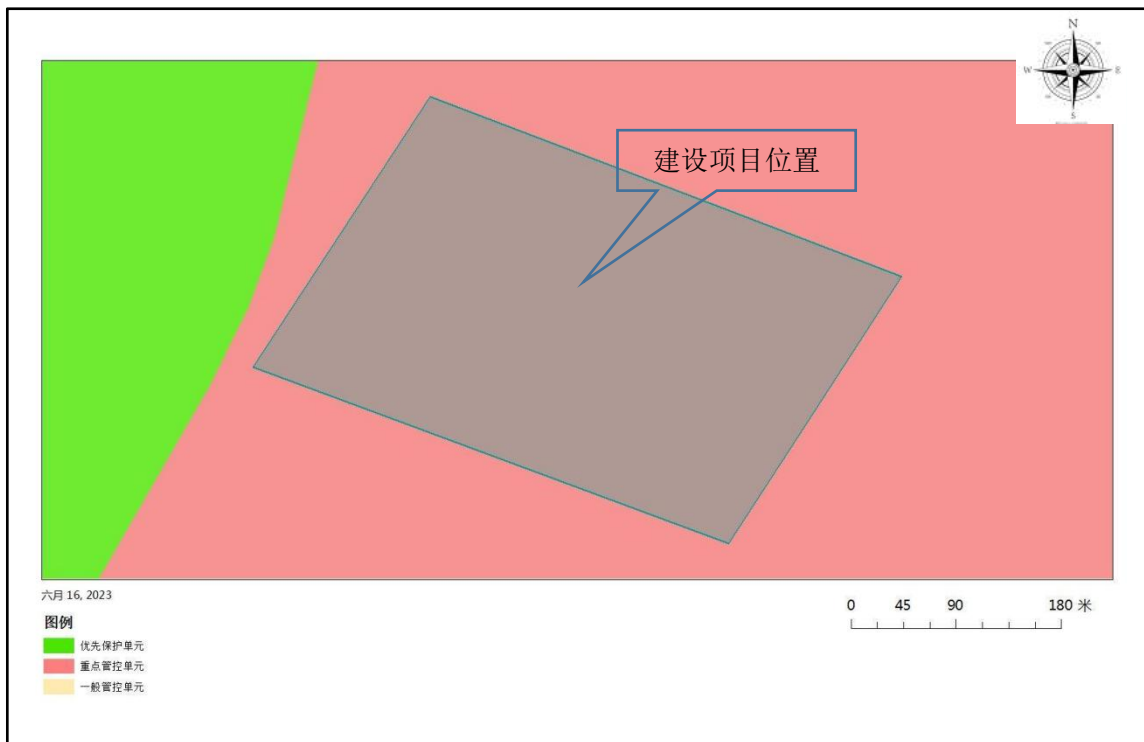 N
W
E
S
建设项目位置
六月 16, 2023
0 45 90 180 米
图例
优先保护单元
重点管控单元
一般管控单元